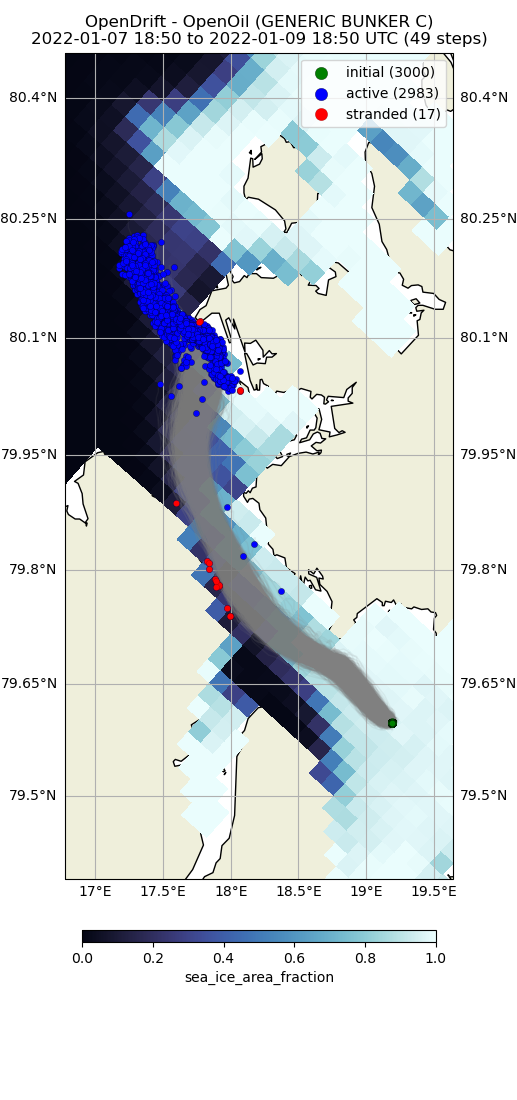 OpenDrift - OpenOil (GENERIC BUNKER C)
2022-01-07 18:50 to 2022-01-09 18:50 UTC (49 steps)
initial (3000)
active (2983)
stranded (17)
80.4°N 80.4°N
80.25°N 80.25°N
80.1°N 80.1°N
79.95°N 79.95°N
79.8°N 79.8°N
79.65°N 79.65°N
79.5°N 79.5°N
17°E 17.5°E 18°E 18.5°E 19°E 19.5°E
0.0 0.2 0.4 0.6 0.8 1.0
sea_ice_area_fraction